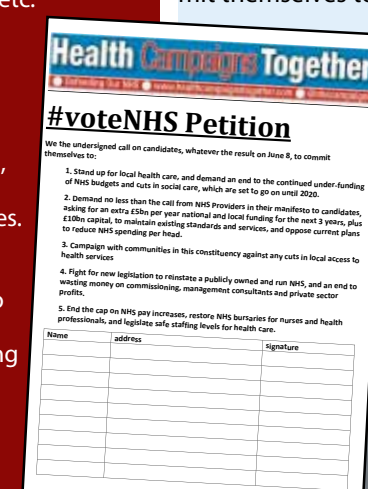 etc.
mit themselves to
Health Campaigns Together
Defending Our NHS www.healthcampaignstogether.com
#voteNHS Petition
We the undersigned call on candidates, whatever the result on June 8, to commit
themselves to:
1. Stand up for local health care, and demand an end to the continued under-funding
of NHS budgets and cuts in social care, which are set to go on until 2020.
2. Demand no less than the call from NHS Providers in their manifesto to candidates,
asking for an extra £5bn per year national and local funding for the next 3 years, plus
£10bn capital, to maintain existing standards and services, and oppose current plans
to reduce NHS spending per head.
3. Campaign with communities in this constituency against any cuts in local access to
health services
4. Fight for new legislation to reinstate a publicly owned and run NHS, and an end to
wasting money on commissioning, management consultants and private sector
profits.
5. End the cap on NHS pay increases, restore NHS bursaries for nurses and health
professionals, and legislate safe staffing levels for health care.
Name address signature